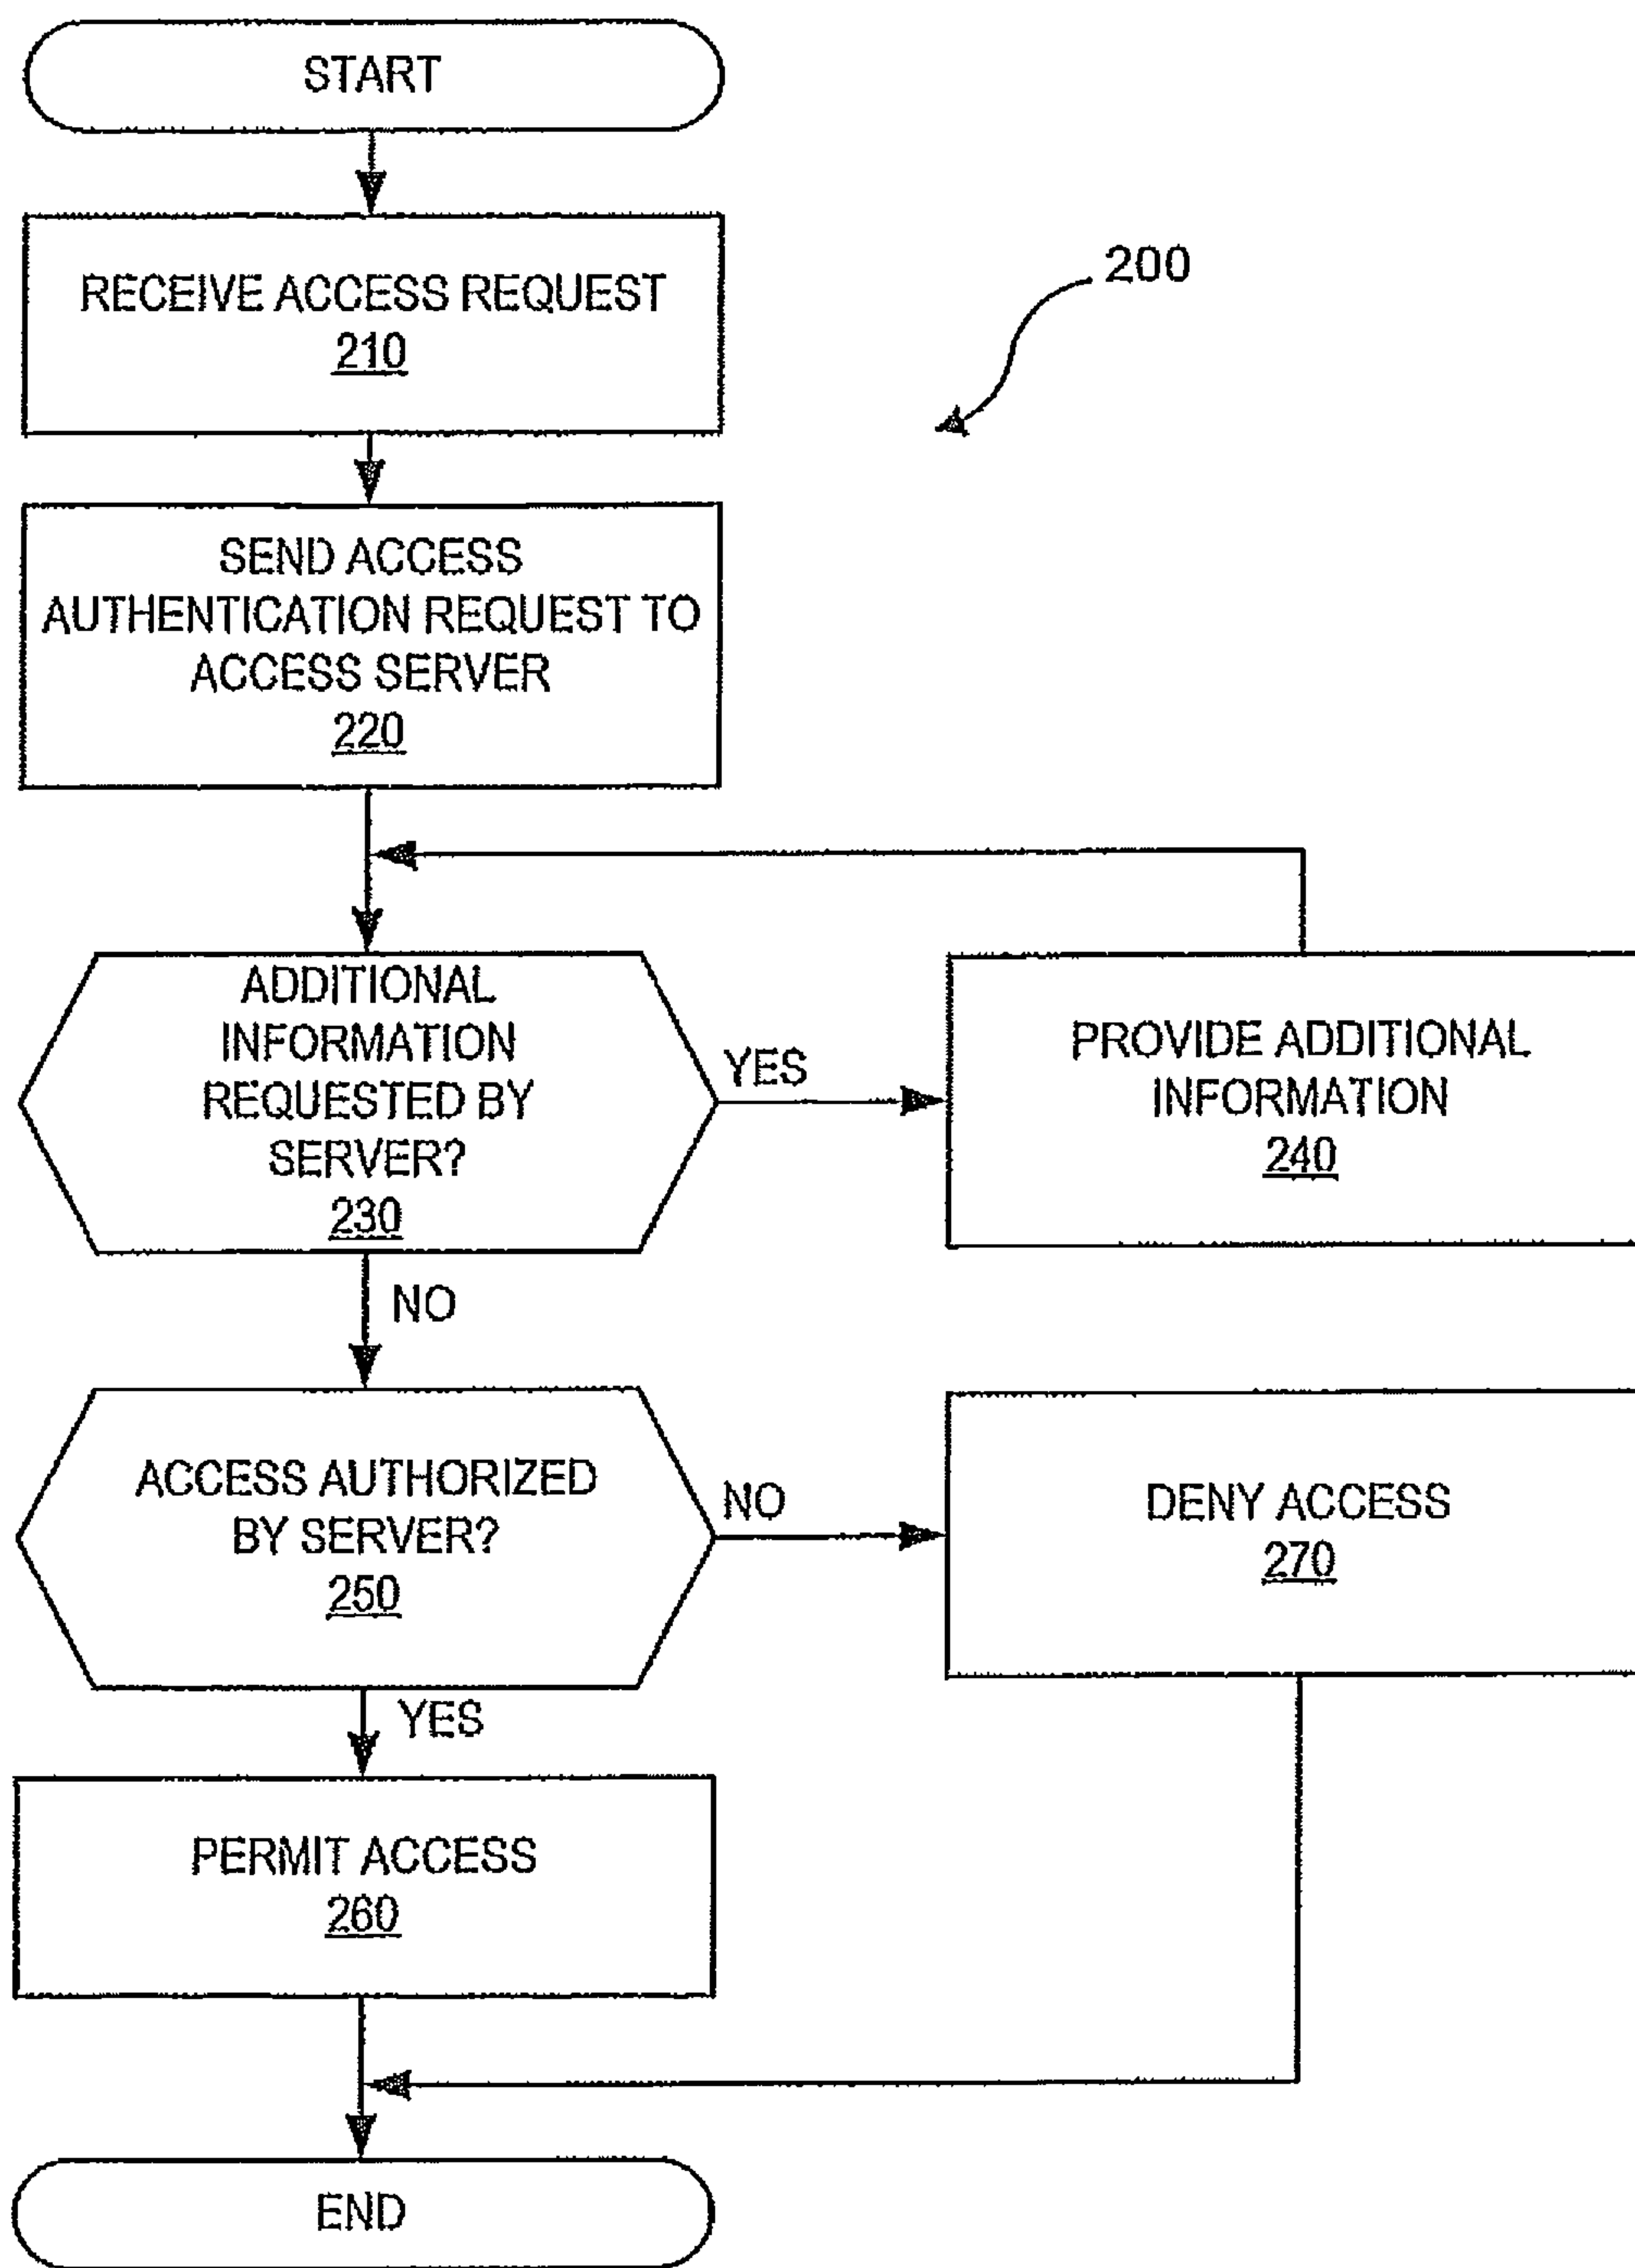 START
RECEIVE ACCESS REQUEST
210
200
SEND ACCESS
AUTHENTICATION REQUEST TO
ACCESS SERVER
220
ADDITIONAL
INFORMATION
REQUESTED BY
SERVER?
230
YES
PROVIDE ADDITIONAL
INFORMATION
240
NO
ACCESS AUTHORIZED
BY SERVER?
250
NO
DENY ACCESS
270
YES
PERMIT ACCESS
260
END